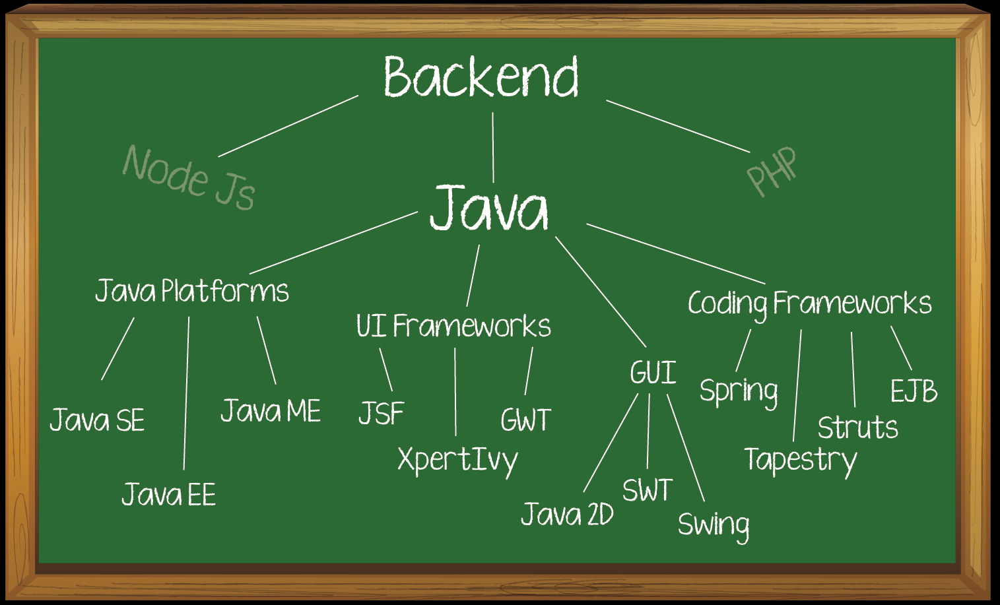 Backend
Node Js
PHP
Java
Java Platforms
UI Frameworks
GUI
Coding Frameworks
Java SE
Java EE
Java ME
JSF
XpertIvy
GWT
Java 2D
SWT
Swing
Spring
Tapestry
Struts
EJB